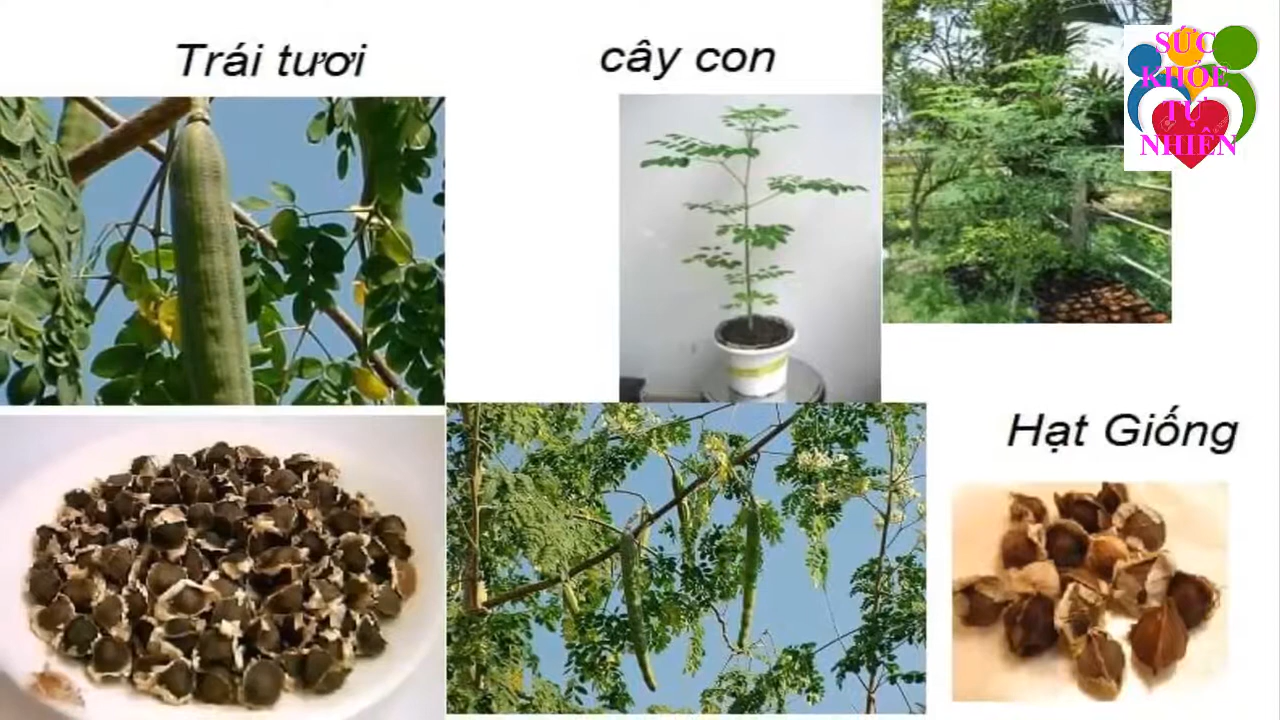 Trái tươi
cây con
SỨC
KHỎE
TỰ
NHIÊN
Hạt Giống